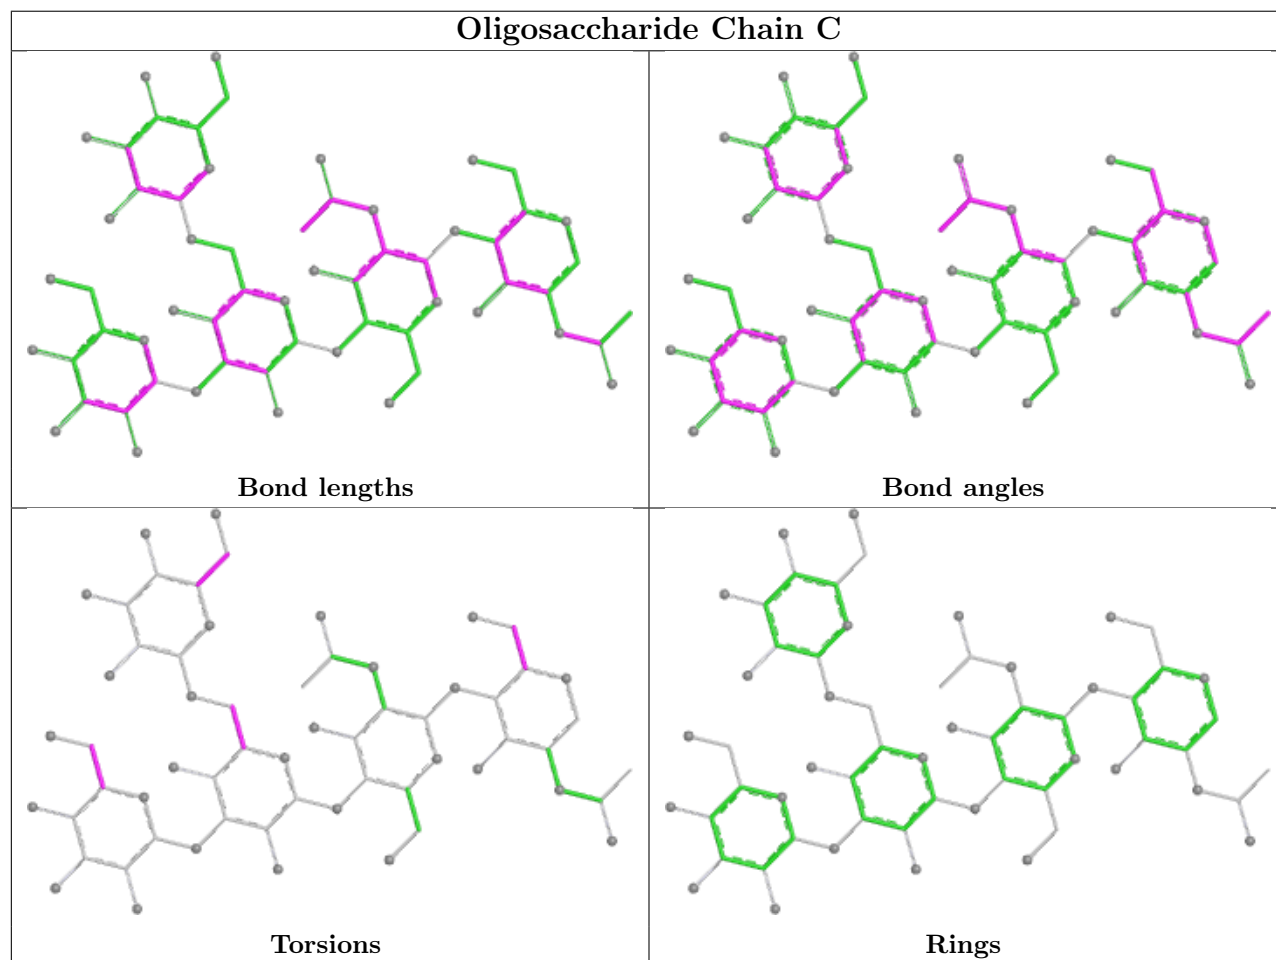 Oligosaccharide Chain C
Bond lengths
Bond angles
Torsions
Rings